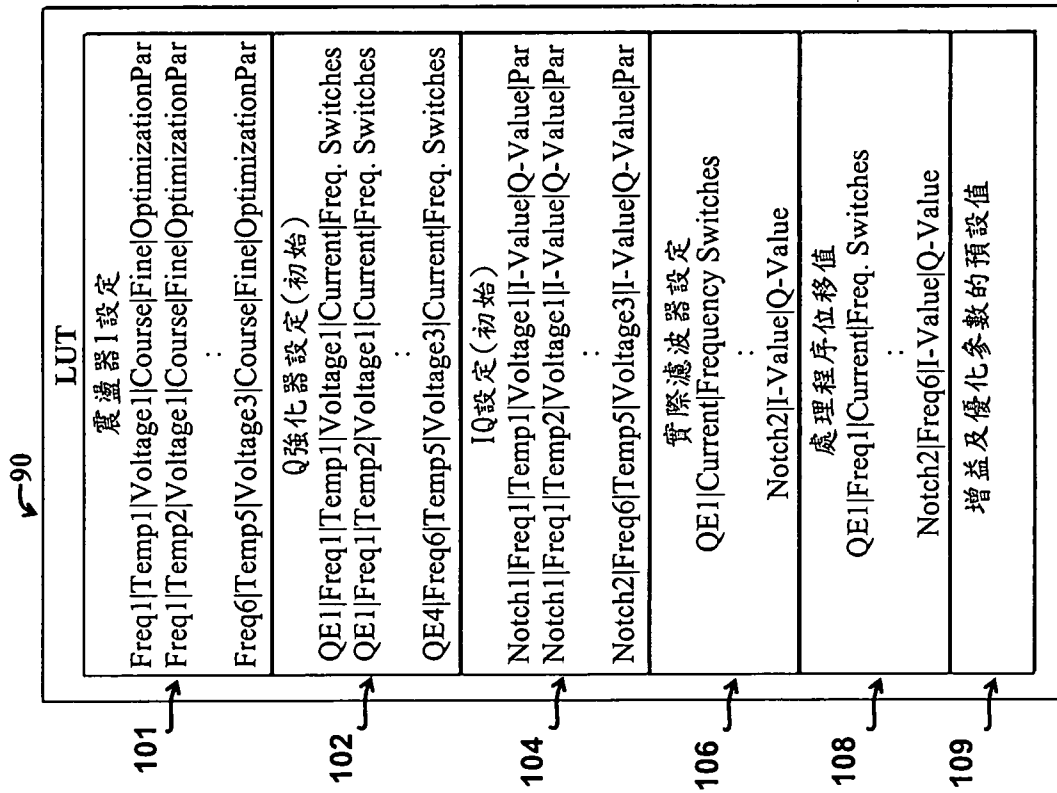 90
LUT
101
震盪器1設定
Freq1|Temp1|Voltage1|Course|Fine|OptimizationPar
Freq1|Temp2|Voltage1|Course|Fine|OptimizationPar
:
Freq6|Temp5|Voltage3|Course|Fine|OptimizationPar
102
Q強化器設定(初始)
QE1|Freq1|Temp1|Voltage1|Current|Freq. Switches
QE1|Freq1|Temp2|Voltage1|Current|Freq. Switches
:
QE4|Freq6|Temp5|Voltage3|Current|Freq. Switches
104
IQ設定(初始)
Notch1|Freq1|Temp1|Voltage1|I-Value|Q-Value|Par
Notch1|Freq1|Temp2|Voltage1|I-Value|Q-Value|Par
:
Notch2|Freq6|Temp5|Voltage3|I-Value|Q-Value|Par
106
實際濾波器設定
QE1|Current|Frequency Switches
:
Notch2|I-Value|Q-Value
108
處理程序位移值
QE1|Freq1|Current|Freq. Switches
:
Notch2|Freq6|I-Value|Q-Value
109
增益及優化參數的預設值